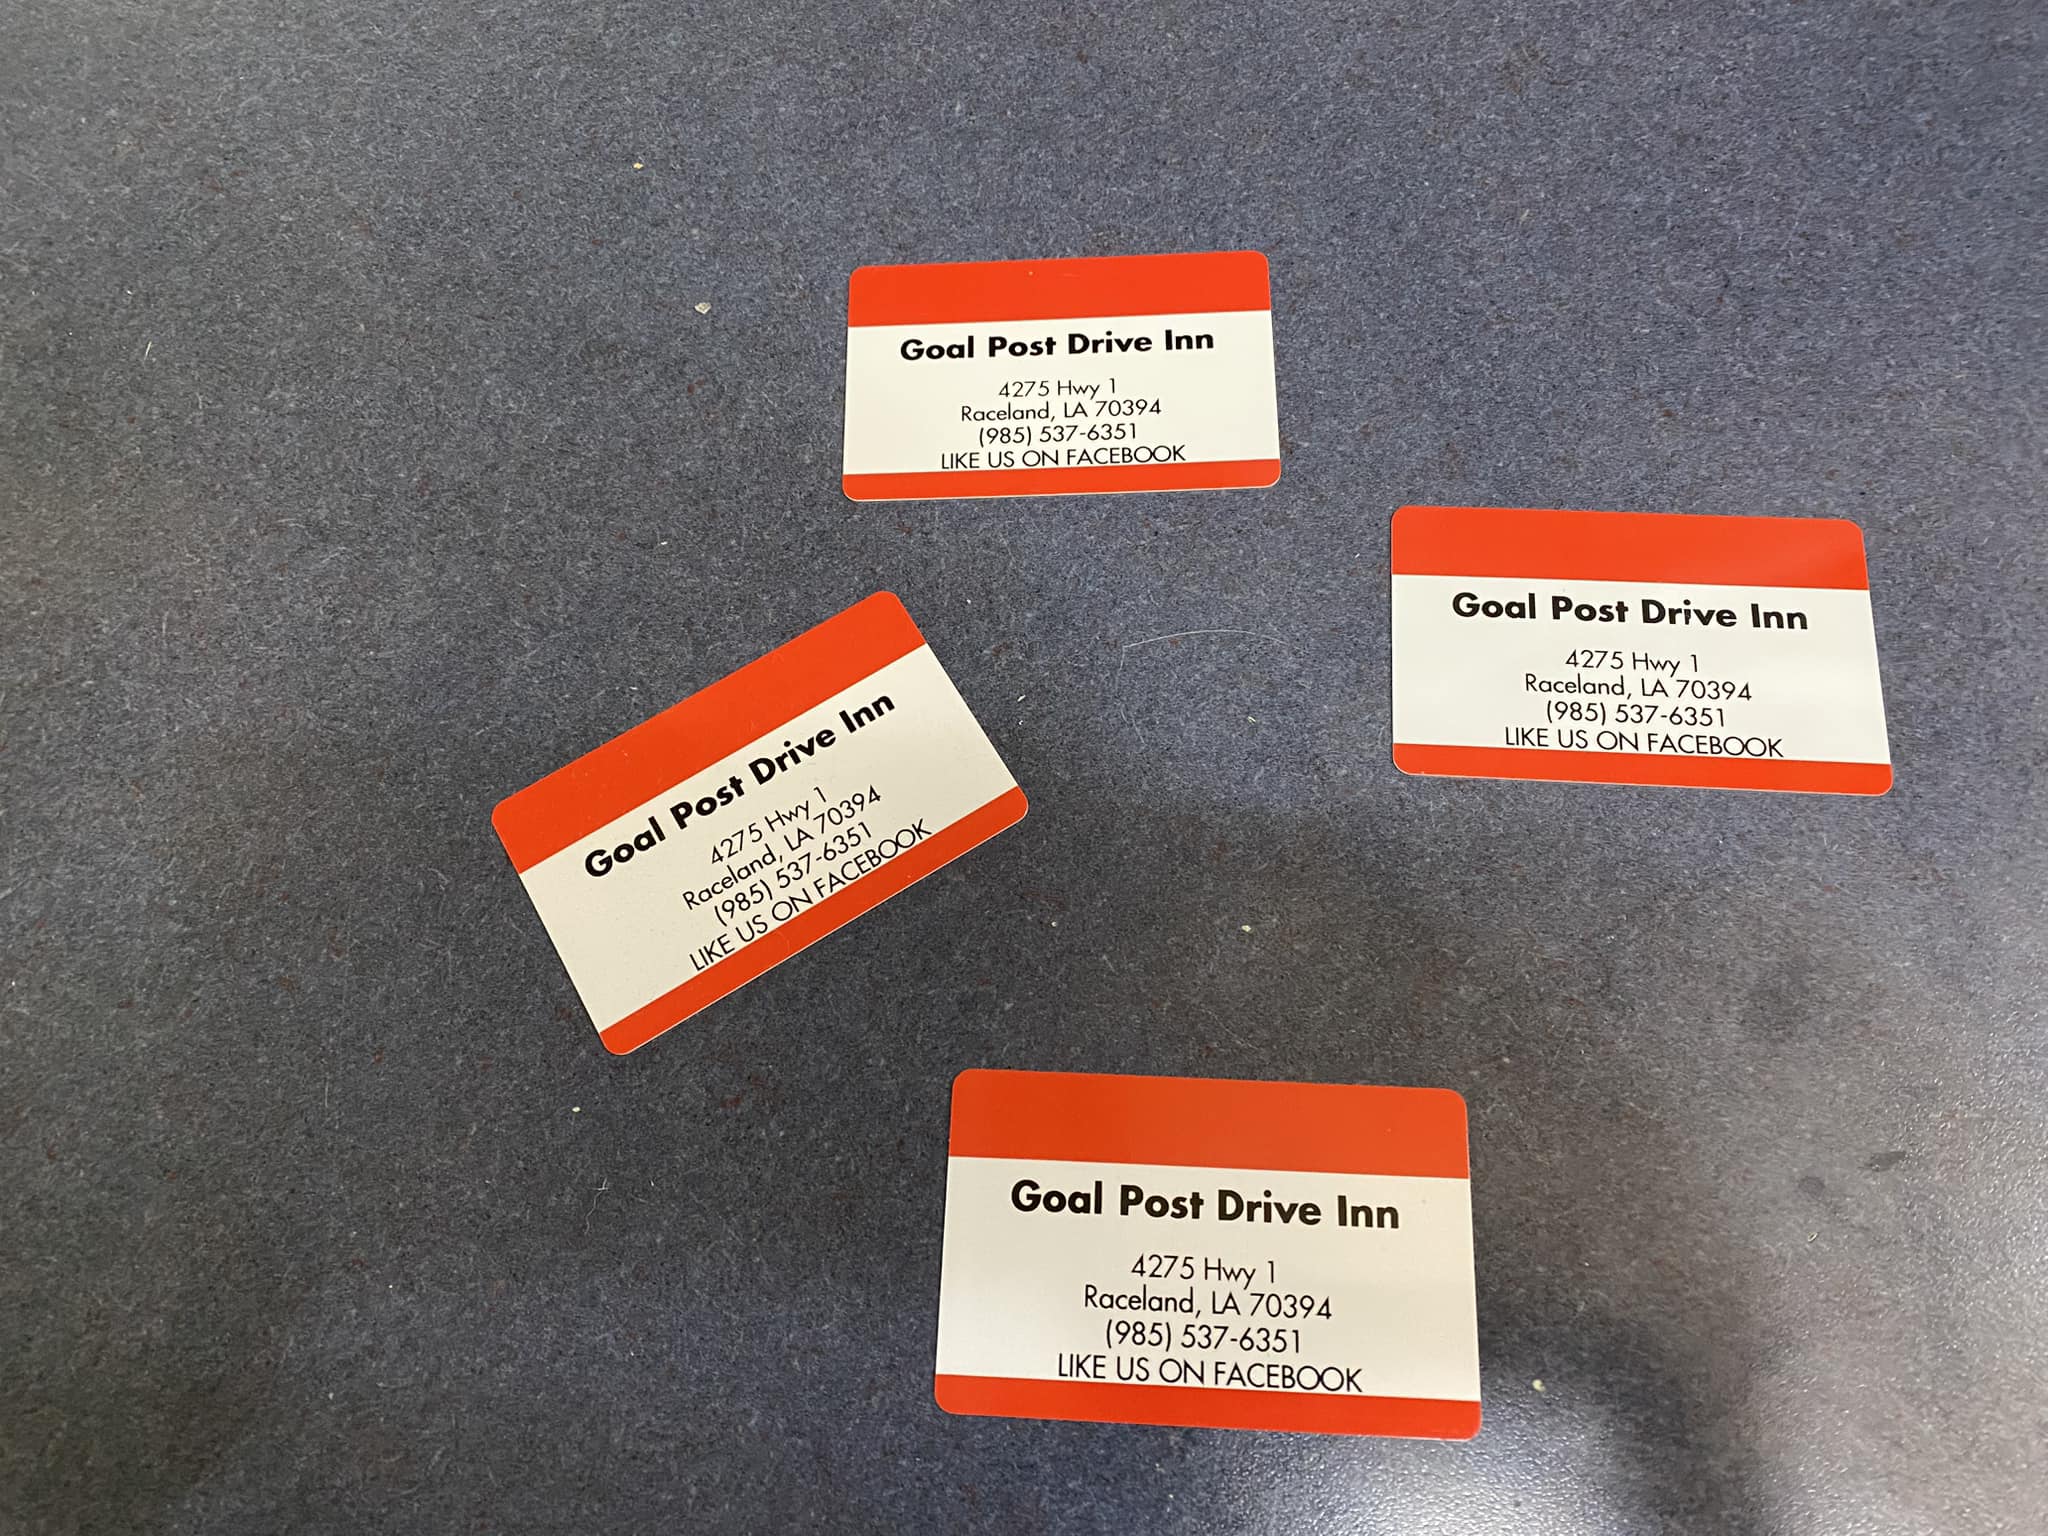 Goal Post Drive Inn
4275 Hwy 1
Raceland, LA 70394
(985) 537-6351
LIKE US ON FACEBOOK
Goal Post Drive Inn
4275 Hwy 1
Raceland, LA 70394
(985) 537-6351
LIKE US ON FACEBOOK
Goal Post Drive Inn
4275 Hwy 1
Raceland, LA 70394
(985) 537-6351
LIKE US ON FACEBOOK
Goal Post Drive Inn
4275 Hwy 1
Raceland, LA 70394
(985) 537-6351
LIKE US ON FACEBOOK